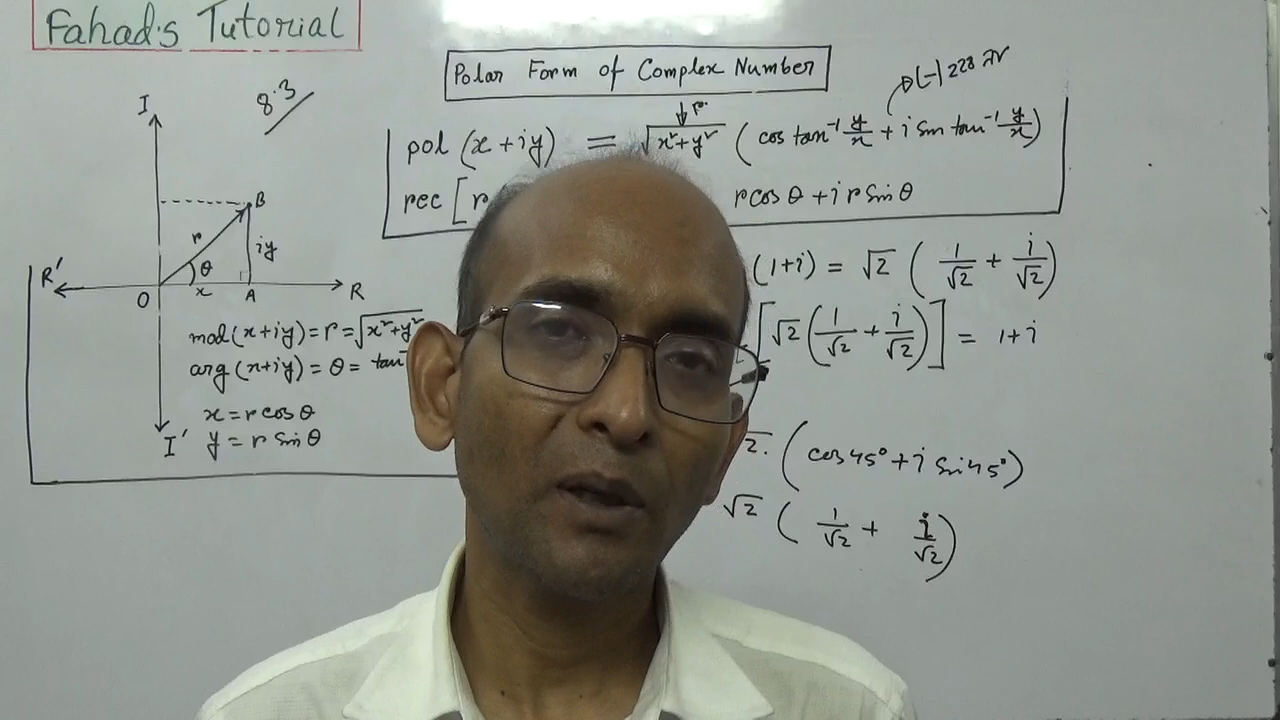 Fahad's Tutorial
Polar Form of Complex Number
8.3
I
pol (x+iy) = √x²+y² (cos tan⁻¹ y/x + i sin tan⁻¹ y/x)
r
rec [r
r cos θ + i r sin θ
B
r
iy
θ
R'
O
x
A
R
mod (x+iy) = r = √x²+y²
arg (x+iy) = θ = tan
x = r cos θ
I'
y = r sin θ
(1+i) = √2 (1/√2 + i/√2)
[√2 (1/√2 + i/√2)] = 1+i
2. (cos 45° + i sin 45°)
√2 (1/√2 + i/√2)